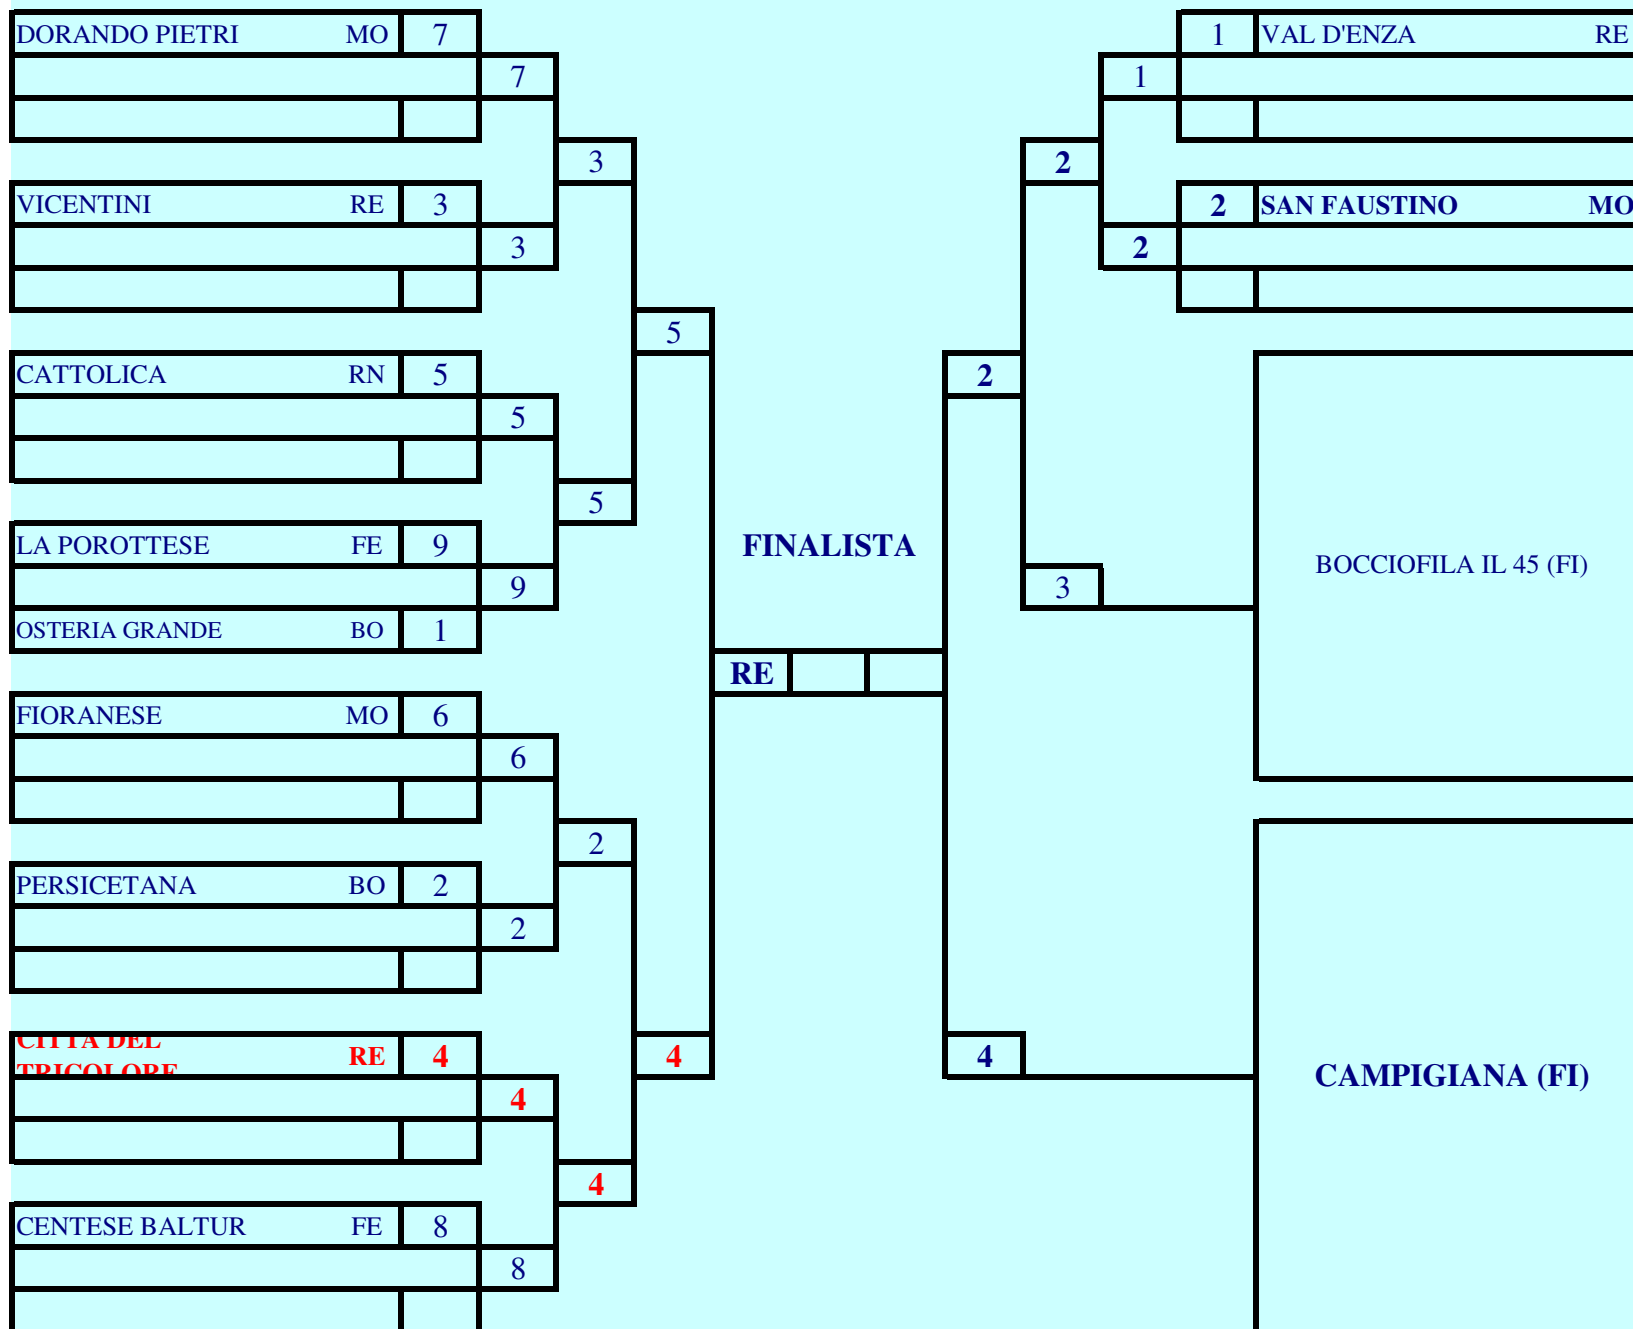 DORANDO PIETRI MO 7
1 VAL D'ENZA RE
7
1
3
2
VICENTINI RE 3
2 SAN FAUSTINO MO
3
2
5
CATTOLICA RN 5
2
5
5
LA POROTTESE FE 9
FINALISTA
BOCCIOFILA IL 45 (FI)
9
3
OSTERIA GRANDE BO 1
RE
FIORANESE MO 6
6
2
PERSICETANA BO 2
2
CITTA DEL
TRICOLORE
RE 4
4
4
CAMPIGIANA (FI)
4
4
CENTESE BALTUR FE 8
8